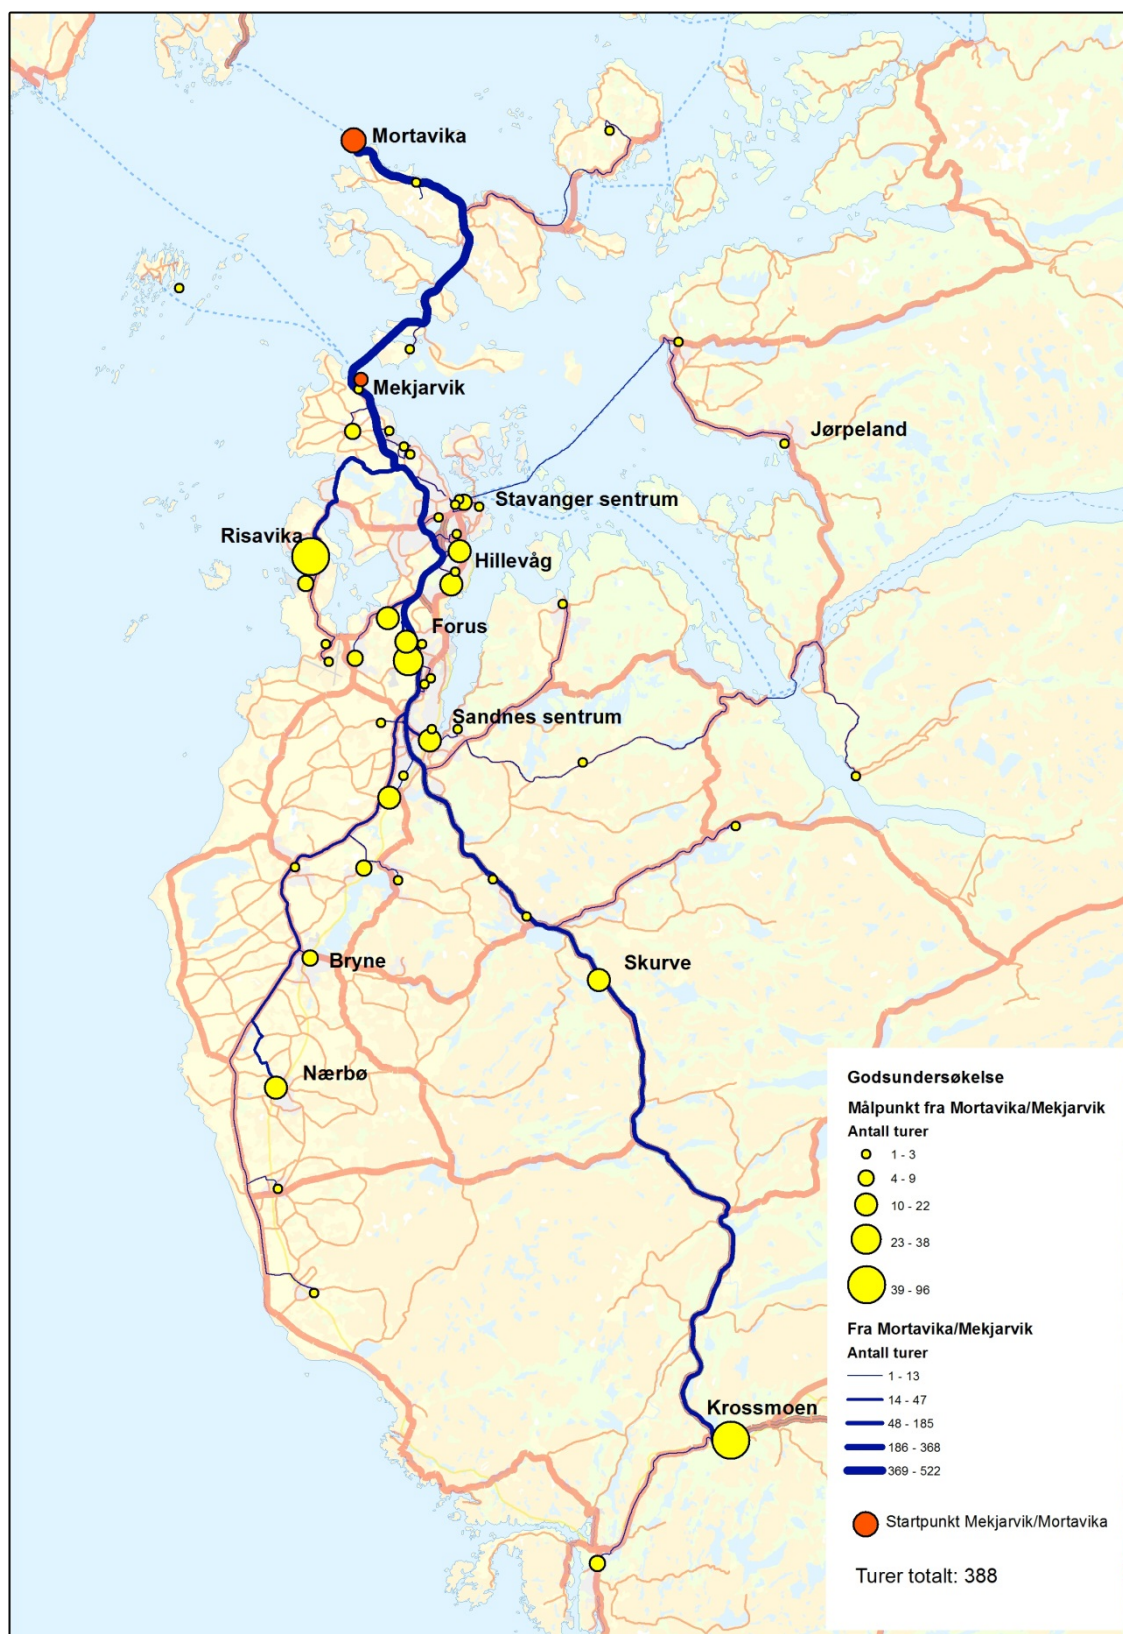 Mortavika
Mekjarvik
Jørpeland
Stavanger sentrum
Risavika
Hillevåg
Forus
Sandnes sentrum
Bryne
Skurve
Nærbø
Krossmoen
Godsundersøkelse
Målpunkt fra Mortavika/Mekjarvik
Antall turer
1 - 3
4 - 9
10 - 22
23 - 38
39 - 96
Fra Mortavika/Mekjarvik
Antall turer
1 - 13
14 - 47
48 - 185
186 - 368
369 - 522
Startpunkt Mekjarvik/Mortavika
Turer totalt: 388